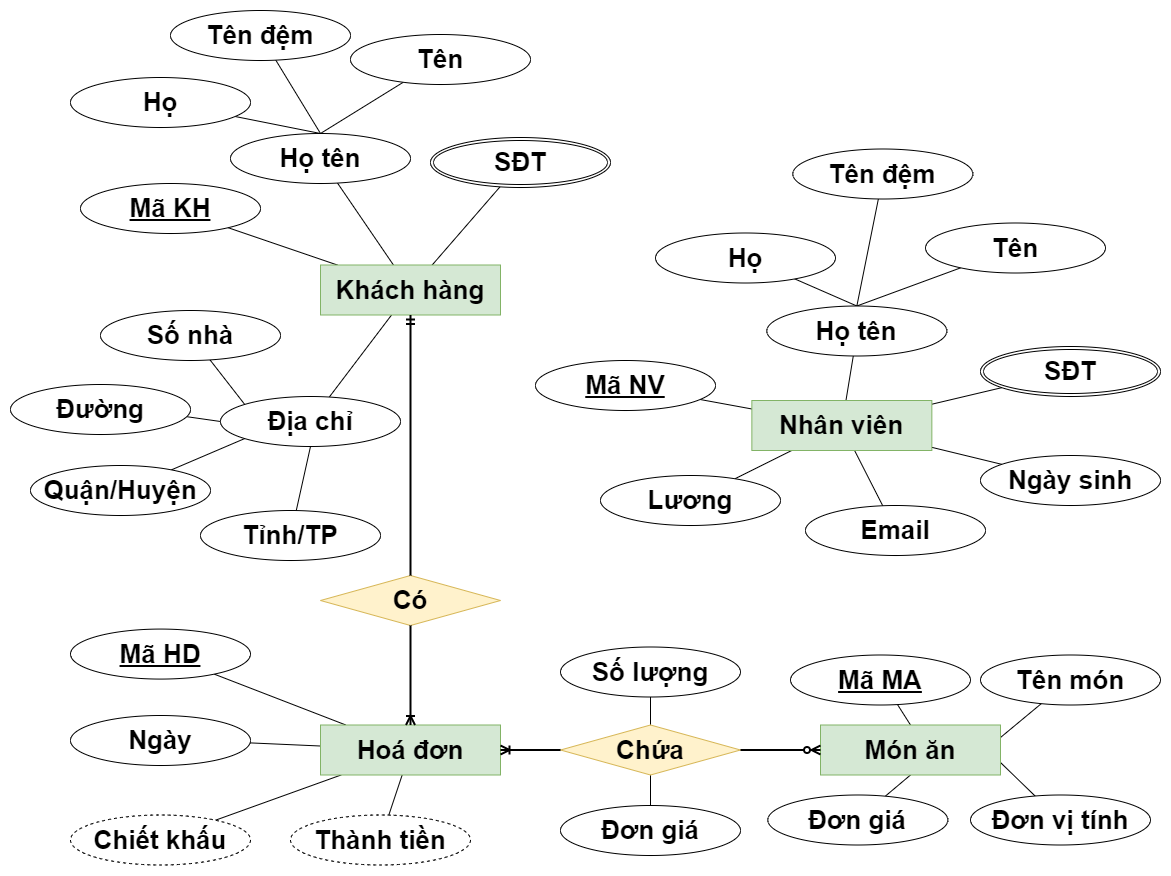 Tên đệm
Tên
Họ
Họ tên
SĐT
Mã KH
Khách hàng
Số nhà
Đường
Địa chỉ
Quận/Huyện
Tỉnh/TP
Tên đệm
Họ
Tên
Họ tên
SĐT
Mã NV
Nhân viên
Ngày sinh
Lương
Email
Có
Mã HD
Ngày
Hoá đơn
Chiết khấu
Thành tiền
Số lượng
Chứa
Đơn giá
Mã MA
Tên món
Món ăn
Đơn giá
Đơn vị tính